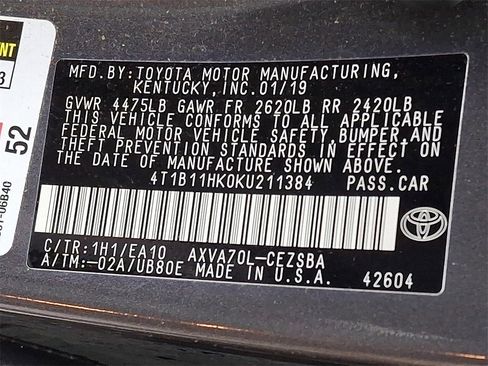 MFD. BY: TOYOTA MOTOR MANUFACTURING,
KENTUCKY, INC. 01/19
GVWR 4475LB GAWR FR 2620LB RR 2420LB
THIS VEHICLE CONFORMS TO ALL APPLICABLE
FEDERAL MOTOR VEHICLE SAFETY, BUMPER, AND
THEFT PREVENTION STANDARDS IN EFFECT ON
THE DATE OF MANUFACTURE SHOWN ABOVE.
4T1B11HK0KU211384 PASS.CAR
C/TR:1H1/EA10 AXVA70L-CEZSBA
A/TM:-02A/UB80E MADE IN U.S.A. 42604
52
06B40